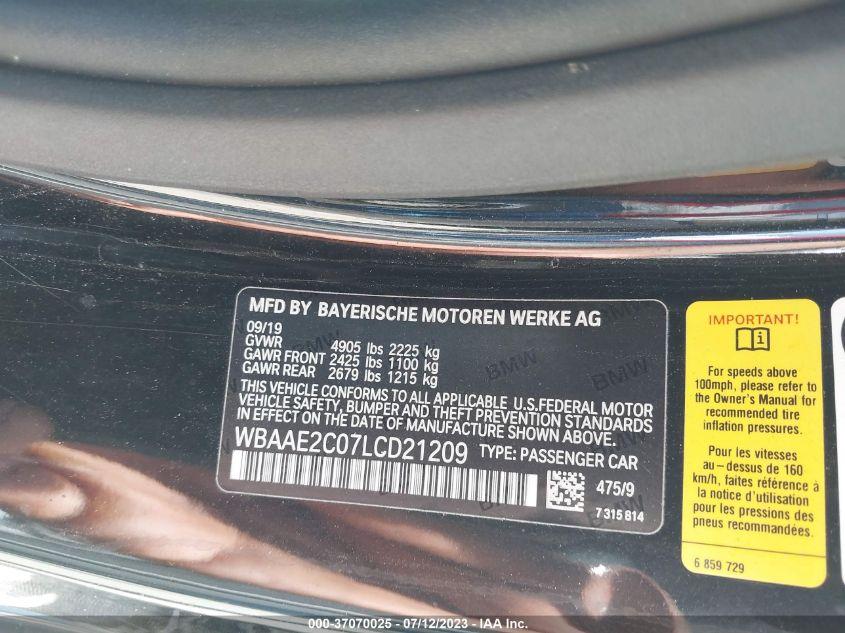 MFD BY BAYERISCHE MOTOREN WERKE AG
09/19
GVWR 4905 lbs 2225 kg
GAWR FRONT 2425 lbs 1100 kg
GAWR REAR 2679 lbs 1215 kg
THIS VEHICLE CONFORMS TO ALL APPLICABLE U.S.FEDERAL MOTOR
VEHICLE SAFETY, BUMPER AND THEFT PREVENTION STANDARDS
IN EFFECT ON THE DATE OF MANUFACTURE SHOWN ABOVE.
WBAAE2C07LCD21209 TYPE: PASSENGER CAR
475/9
7 315 814
BMW
BMW
IMPORTANT!
For speeds above
100mph, please refer to
the Owner's Manual for
recommended tire
inflation pressures.
Pour les vitesses
au–dessus de 160
km/h, faites référence à
la notice d'utilisation
pour les pressions des
pneus recommandées.
6 859 729
000-37070025 - 07/12/2023 - © IAA Inc.